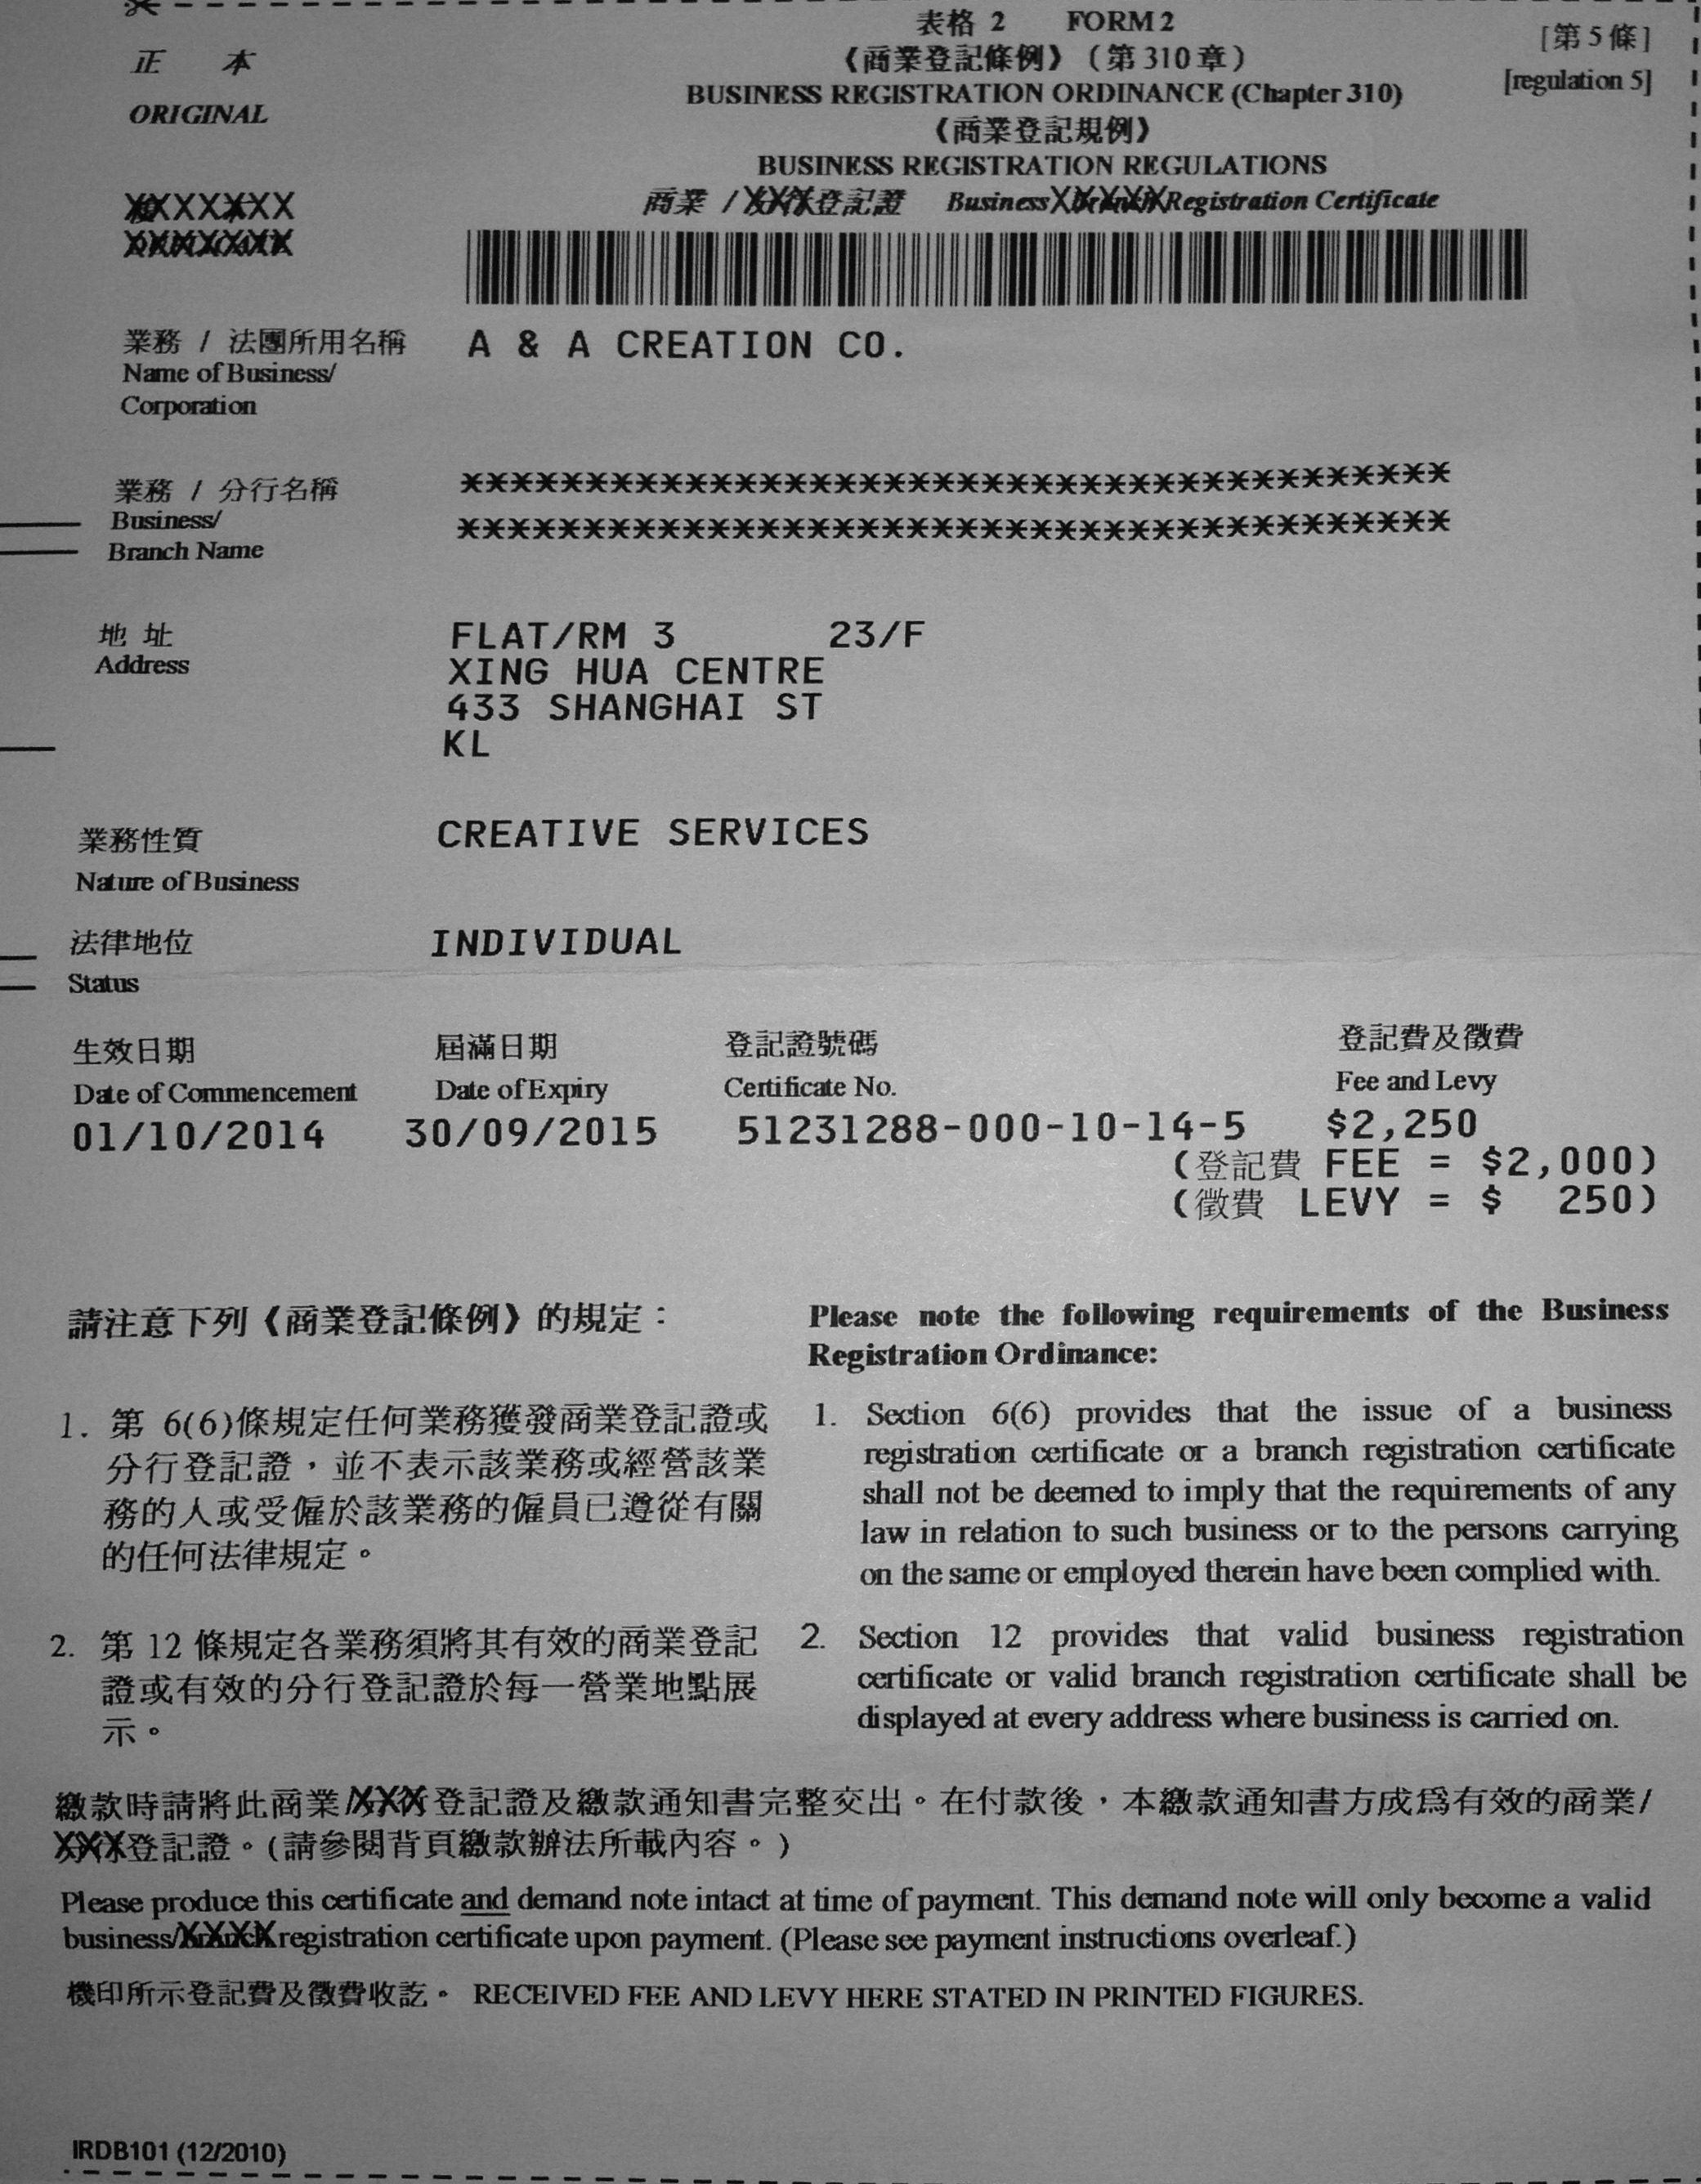 表格 2 FORM 2
[第 5 條]
正 本
《商業登記條例》（第 310 章）
[regulation 5]
ORIGINAL
BUSINESS REGISTRATION ORDINANCE (Chapter 310)
《商業登記規例》
BUSINESS REGISTRATION REGULATIONS
XXXXXXX
商業 / XXX登記證 Business XXXXX Registration Certificate
XXXXXXX
業務 / 法團所用名稱 A & A CREATION CO.
Name of Business/
Corporation
業務 / 分行名稱
Business/
Branch Name
地 址 FLAT/RM 3 23/F
Address XING HUA CENTRE
433 SHANGHAI ST
KL
業務性質 CREATIVE SERVICES
Nature of Business
法律地位 INDIVIDUAL
Status
生效日期 屆滿日期 登記證號碼 登記費及徵費
Date of Commencement Date of Expiry Certificate No. Fee and Levy
01/10/2014 30/09/2015 51231288-000-10-14-5 $2,250
(登記費 FEE = $2,000)
(徵費 LEVY = $ 250)
請注意下列《商業登記條例》的規定：
1. 第 6(6)條規定任何業務獲發商業登記證或
分行登記證，並不表示該業務或經營該業
務的人或受僱於該業務的僱員已遵從有關
的任何法律規定。
2. 第 12 條規定各業務須將其有效的商業登記
證或有效的分行登記證於每一營業地點展
示。
Please note the following requirements of the Business
Registration Ordinance:
1. Section 6(6) provides that the issue of a business
registration certificate or a branch registration certificate
shall not be deemed to imply that the requirements of any
law in relation to such business or to the persons carrying
on the same or employed therein have been complied with.
2. Section 12 provides that valid business registration
certificate or valid branch registration certificate shall be
displayed at every address where business is carried on.
繳款時請將此商業/XXX登記證及繳款通知書完整交出。在付款後，本繳款通知書方成為有效的商業/
XXX登記證。(請參閱背頁繳款辦法所載內容。)
Please produce this certificate and demand note intact at time of payment. This demand note will only become a valid
business/XXXX registration certificate upon payment. (Please see payment instructions overleaf.)
機印所示登記費及徵費收訖。 RECEIVED FEE AND LEVY HERE STATED IN PRINTED FIGURES.
IRDB101 (12/2010)